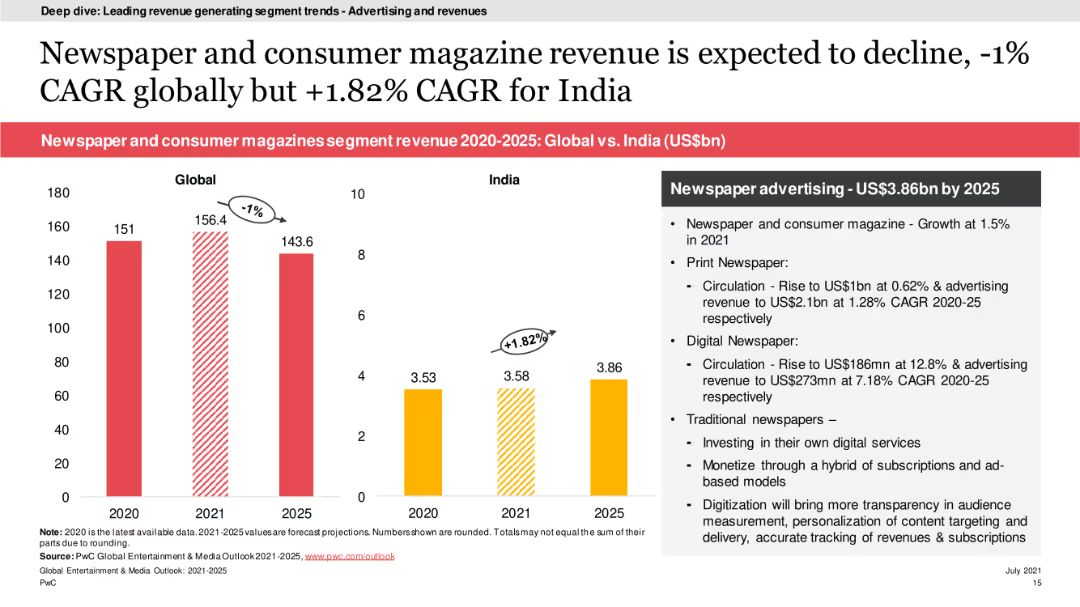 Deep dive: Leading revenue generating segment trends - Advertising and revenues
Newspaper and consumer magazine revenue is expected to decline, -1%
CAGR globally but +1.82% CAGR for India
Newspaper and consumer magazines segment revenue 2020-2025: Global vs. India (US$bn)
Global
180
160
140
120
100
80
60
40
20
0
151
156.4
143.6
-1%
2020
2021
2025
India
10
8
6
4
2
0
3.53
3.58
3.86
+1.82%
2020
2021
2025
Newspaper advertising - US$3.86bn by 2025
• Newspaper and consumer magazine - Growth at 1.5%
in 2021
• Print Newspaper:
- Circulation - Rise to US$1bn at 0.62% & advertising
revenue to US$2.1bn at 1.28% CAGR 2020-25
respectively
• Digital Newspaper:
- Circulation - Rise to US$186mn at 12.8% & advertising
revenue to US$273mn at 7.18% CAGR 2020-25
respectively
• Traditional newspapers –
- Investing in their own digital services
- Monetize through a hybrid of subscriptions and ad-
based models
- Digitization will bring more transparency in audience
measurement, personalization of content targeting and
delivery, accurate tracking of revenues & subscriptions
Note: 2020 is the latest available data. 2021-2025 values are forecast projections. Numbers shown are rounded. Totals may not equal the sum of their
parts due to rounding.
Source: PwC Global Entertainment & Media Outlook 2021-2025, www.pwc.com/outlook
Global Entertainment & Media Outlook: 2021-2025
PwC
July 2021
15